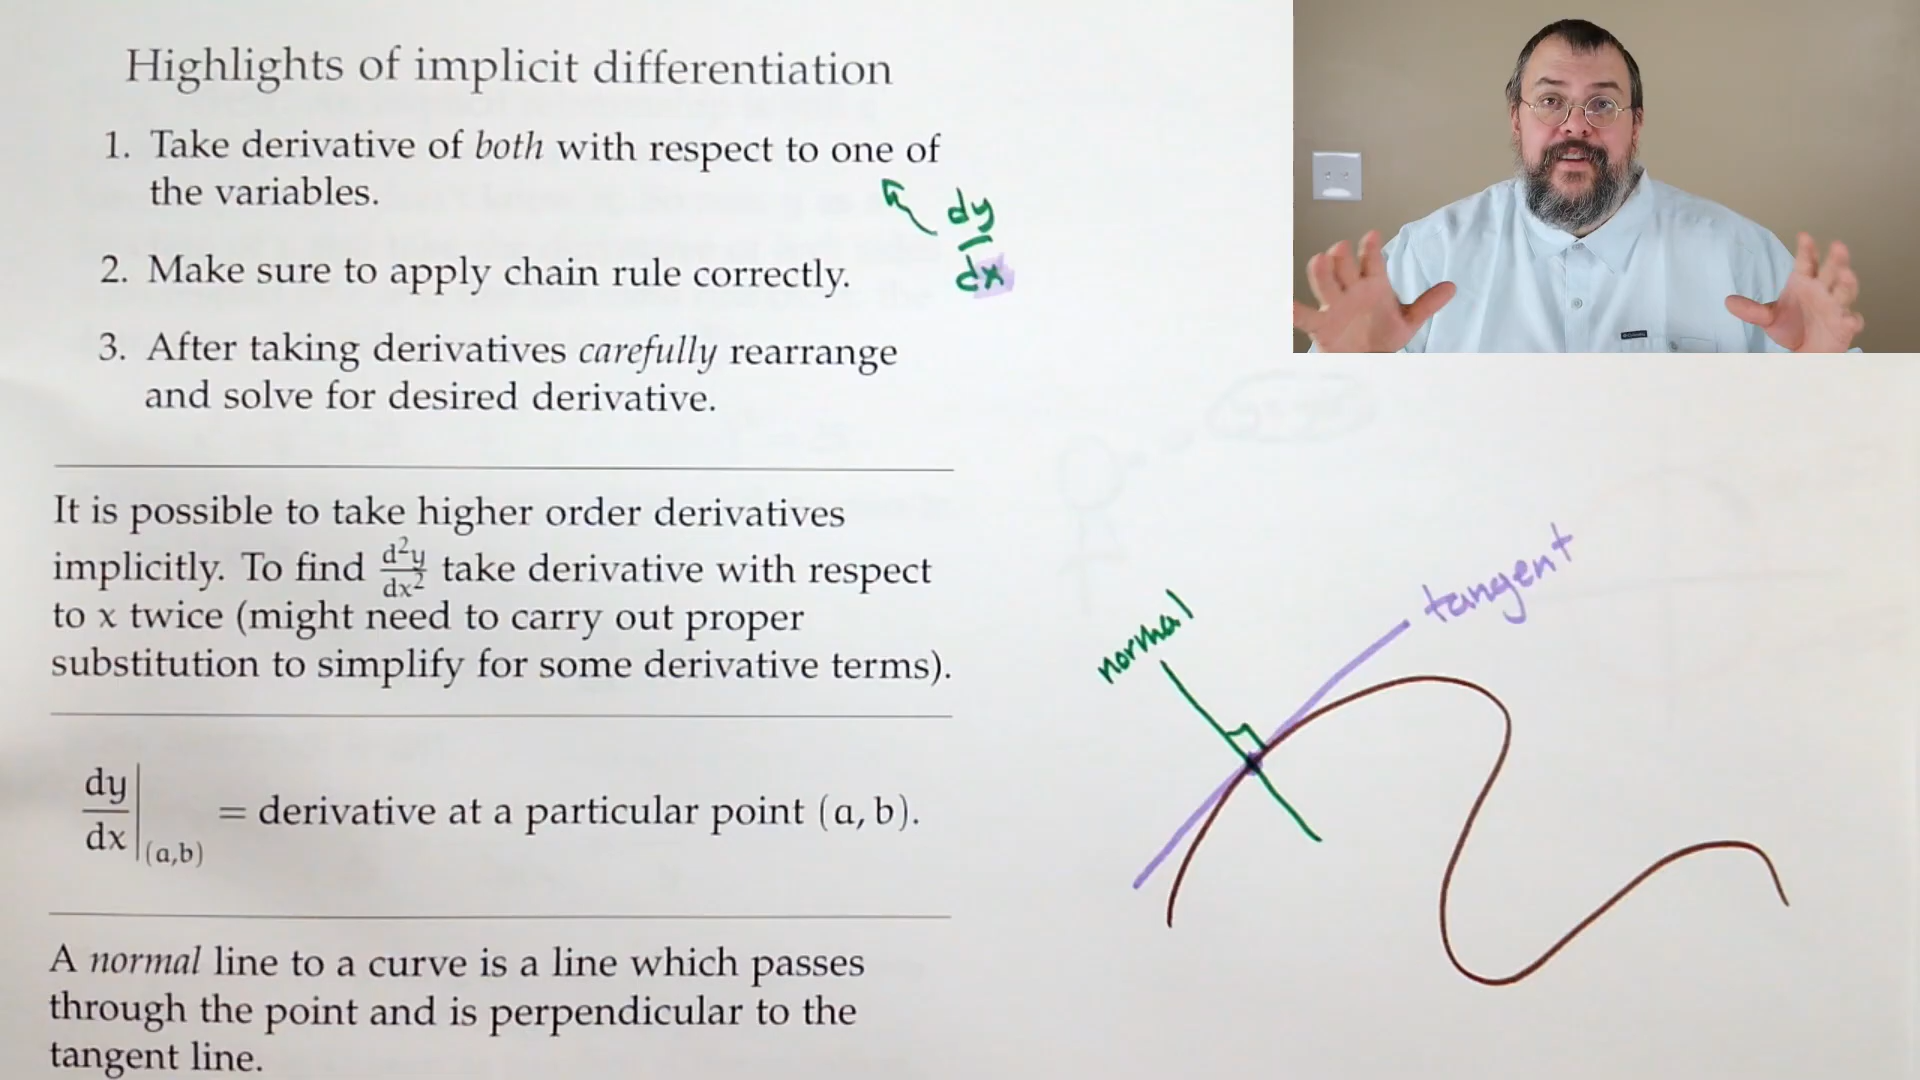 Highlights of implicit differentiation
1. Take derivative of both with respect to one of
the variables.
dy
dx
2. Make sure to apply chain rule correctly.
3. After taking derivatives carefully rearrange
and solve for desired derivative.
It is possible to take higher order derivatives
implicitly. To find d²y/dx² take derivative with respect
to x twice (might need to carry out proper
substitution to simplify for some derivative terms).
dy/dx|(a,b) = derivative at a particular point (a, b).
A normal line to a curve is a line which passes
through the point and is perpendicular to the
tangent line.
tangent
normal